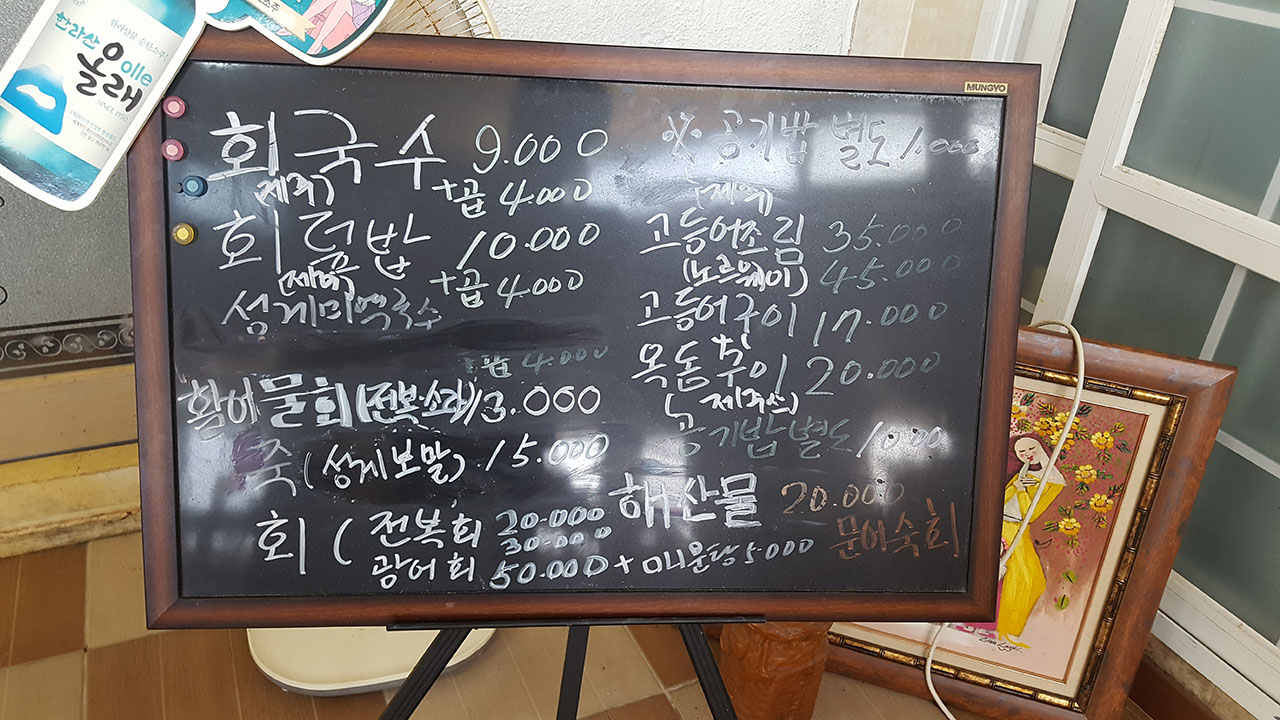 한라산
올래
olle
MUNGYO
회국수 9.000
(제주) +곱 4.000
회덮밥 10.000
(제주) +곱 4.000
성게미역국수
+곱 4.000
활어물회(전복·소라) 13.000
죽(성게보말) 15.000
회( 전복회 20.000
30.000
광어회 50.000+매운탕 5.000
※공기밥 별도 1.000
(제주)
고등어조림 35.000
(노르웨이) 45.000
고등어구이 17.000
옥돔구이 20.000
제주산)
공기밥별도 1000
해산물 20.000
문어숙회